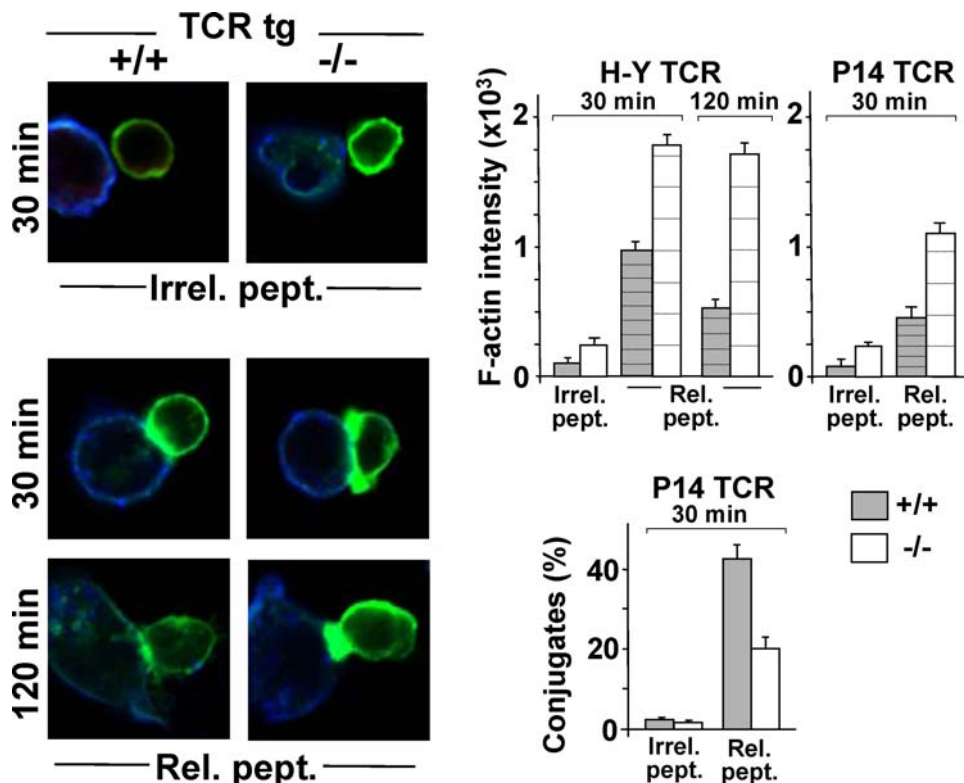 TCR tg
+/+ -/-
30 min
Irrel. pept.
30 min
120 min
Rel. pept.
H-Y TCR
30 min 120 min
F-actin intensity (x10³)
2
1
0
Irrel. pept.
Rel. pept.
P14 TCR
30 min
2
1
0
Irrel. pept.
Rel. pept.
P14 TCR
30 min
Conjugates (%)
40
20
0
Irrel. pept.
Rel. pept.
+/+
-/-